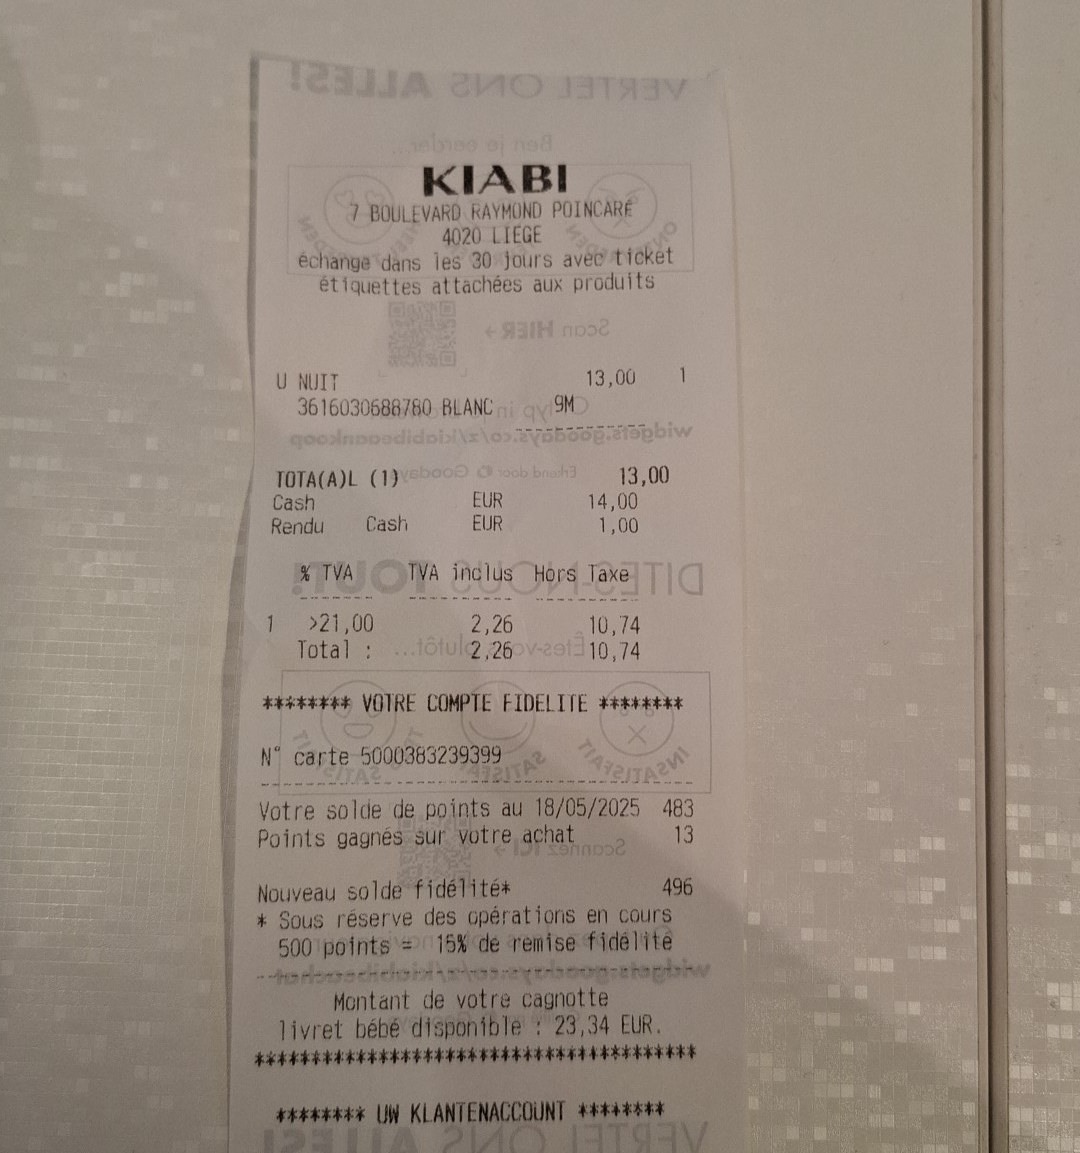 KIABI
7 BOULEVARD RAYMOND POINCARÉ
4020 LIEGE
échange dans les 30 jours avec ticket
étiquettes attachées aux produits
U NUIT 13,00 1
3616030688780 BLANC 9M
TOTA(A)L (1) 13,00
Cash EUR 14,00
Rendu Cash EUR 1,00
% TVA TVA inclus Hors Taxe
1 >21,00 2,26 10,74
Total : 2,26 10,74
******** VOTRE COMPTE FIDELITE ********
N° carte 5000383239399
Votre solde de points au 18/05/2025 483
Points gagnés sur votre achat 13
Nouveau solde fidélité* 496
* Sous réserve des opérations en cours
500 points = 15% de remise fidélité
Montant de votre cagnotte
livret bébé disponible : 23,34 EUR.
****************************************
******** UW KLANTENACCOUNT ********